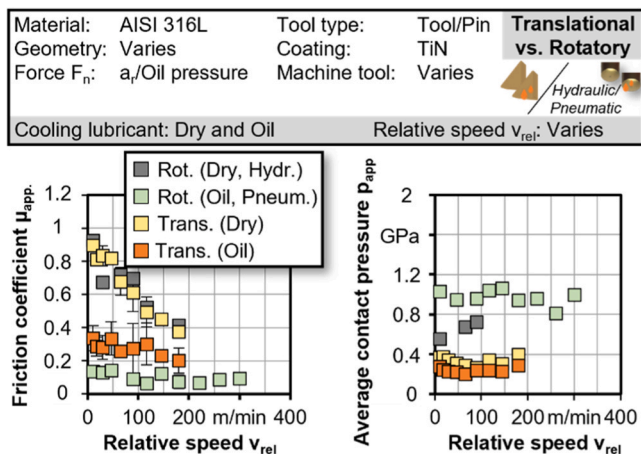 Material: AISI 316L Tool type: Tool/Pin Translational
Geometry: Varies Coating: TiN vs. Rotatory
Force Fₙ: aᵣ/Oil pressure Machine tool: Varies Hydraulic/
Pneumatic
Cooling lubricant: Dry and Oil Relative speed vᵣₑₗ: Varies
Rot. (Dry, Hydr.)
Rot. (Oil, Pneum.)
Trans. (Dry)
Trans. (Oil)
Friction coefficient μapp.
1.2
1
0.8
0.6
0.4
0.2
0
0 200 m/min 400
Relative speed vᵣₑₗ
Average contact pressure papp
2
GPa
1.2
0.8
0.4
0
0 200 m/min 400
Relative speed vᵣₑₗ